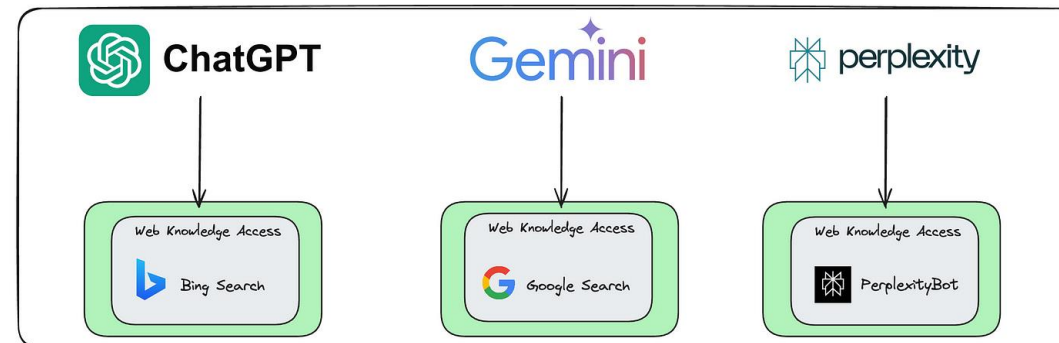 ChatGPT
Gemini
perplexity
Web Knowledge Access
Bing Search
Web Knowledge Access
Google Search
Web Knowledge Access
PerplexityBot